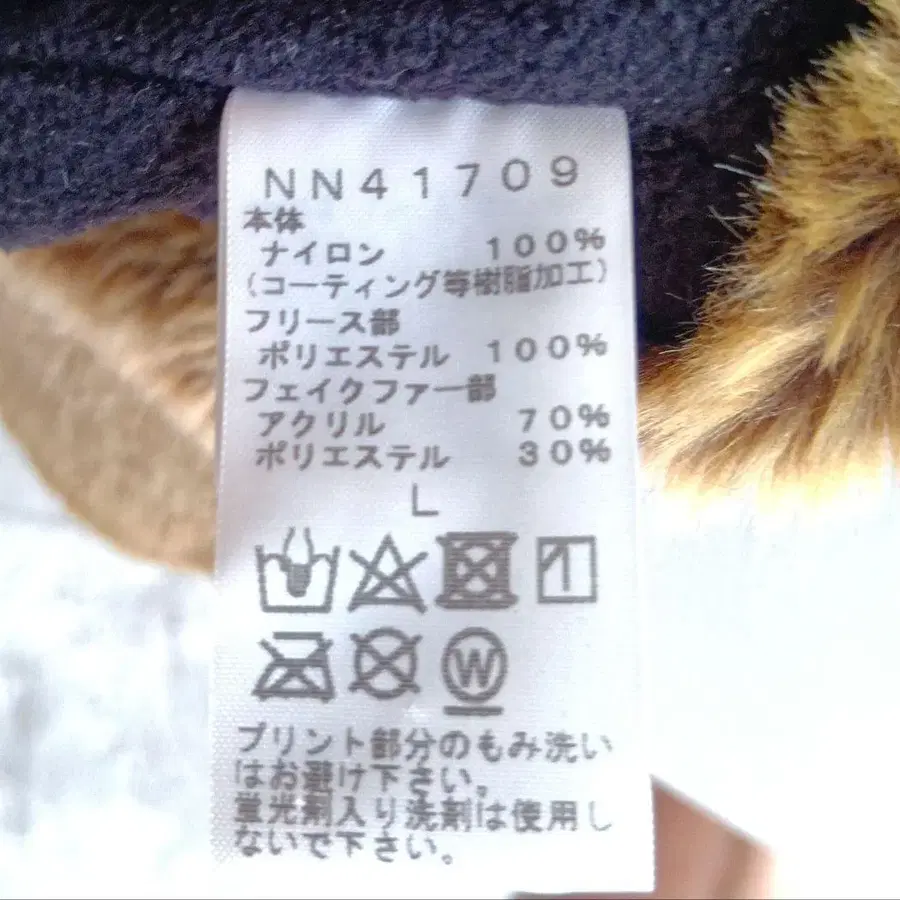 NN41709
本体
ナイロン 100%
(コーティング等樹脂加工)
フリース部
ポリエステル 100%
フェイクファー部
アクリル 70%
ポリエステル 30%
L
W
プリント部分のもみ洗い
はお避け下さい。
蛍光剤入り洗剤は使用し
ないで下さい。